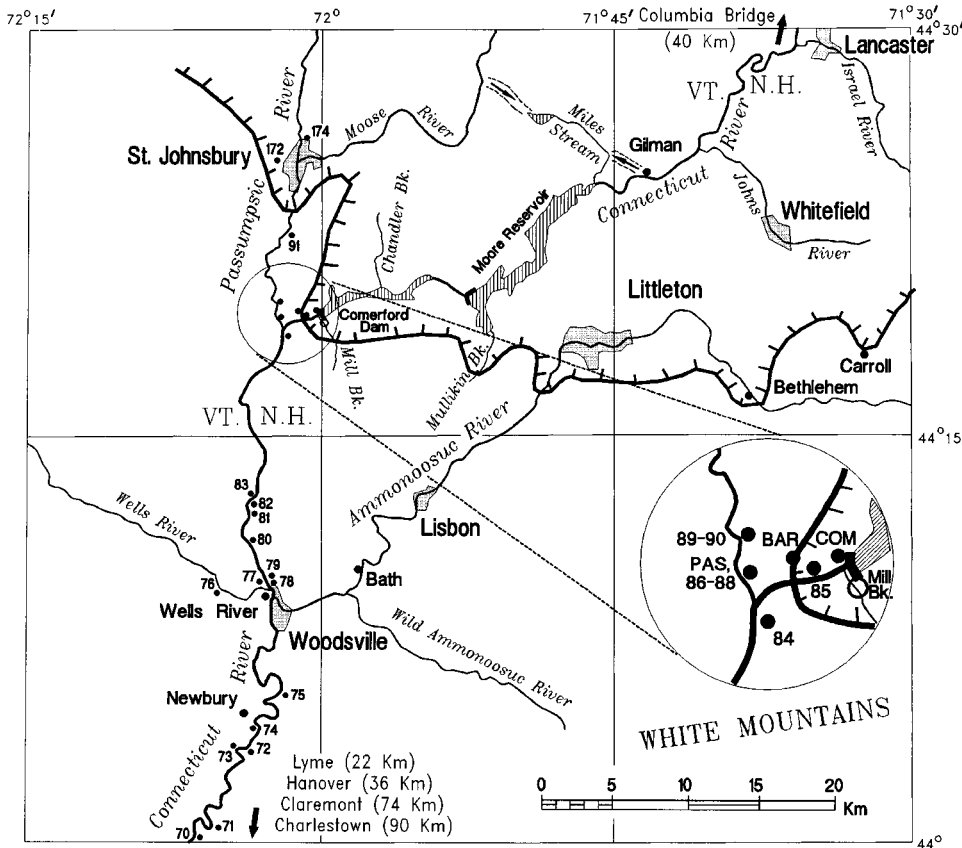 72° 15'
72°
71° 45'
71° 30'
44° 30'
Columbia Bridge
(40 Km)
Lancaster
VT.
N.H.
River
Israel River
River
174
Moose
River
Miles
Stream
Gilman
172
St. Johnsbury
Connecticut
Johns
River
Whitefield
Passumpsic
Chandler Bk.
Moore Reservoir
91
Littleton
Comerford
Dam
Mill Bk.
Mullikin Bk.
Carroll
Bethlehem
VT.
N.H.
44° 15'
Ammonoosuc River
83
82
81
80
Lisbon
Wells River
79
78
77
76
Bath
Wells River
Woodsville
Wild Ammonoosuc River
89-90
BAR
COM
PAS,
86-88
85
Mill
Bk.
84
River
Newbury
75
74
73
72
WHITE MOUNTAINS
Connecticut
Lyme (22 Km)
Hanover (36 Km)
Claremont (74 Km)
Charlestown (90 Km)
0 5 10 15 20
Km
71
70
44°